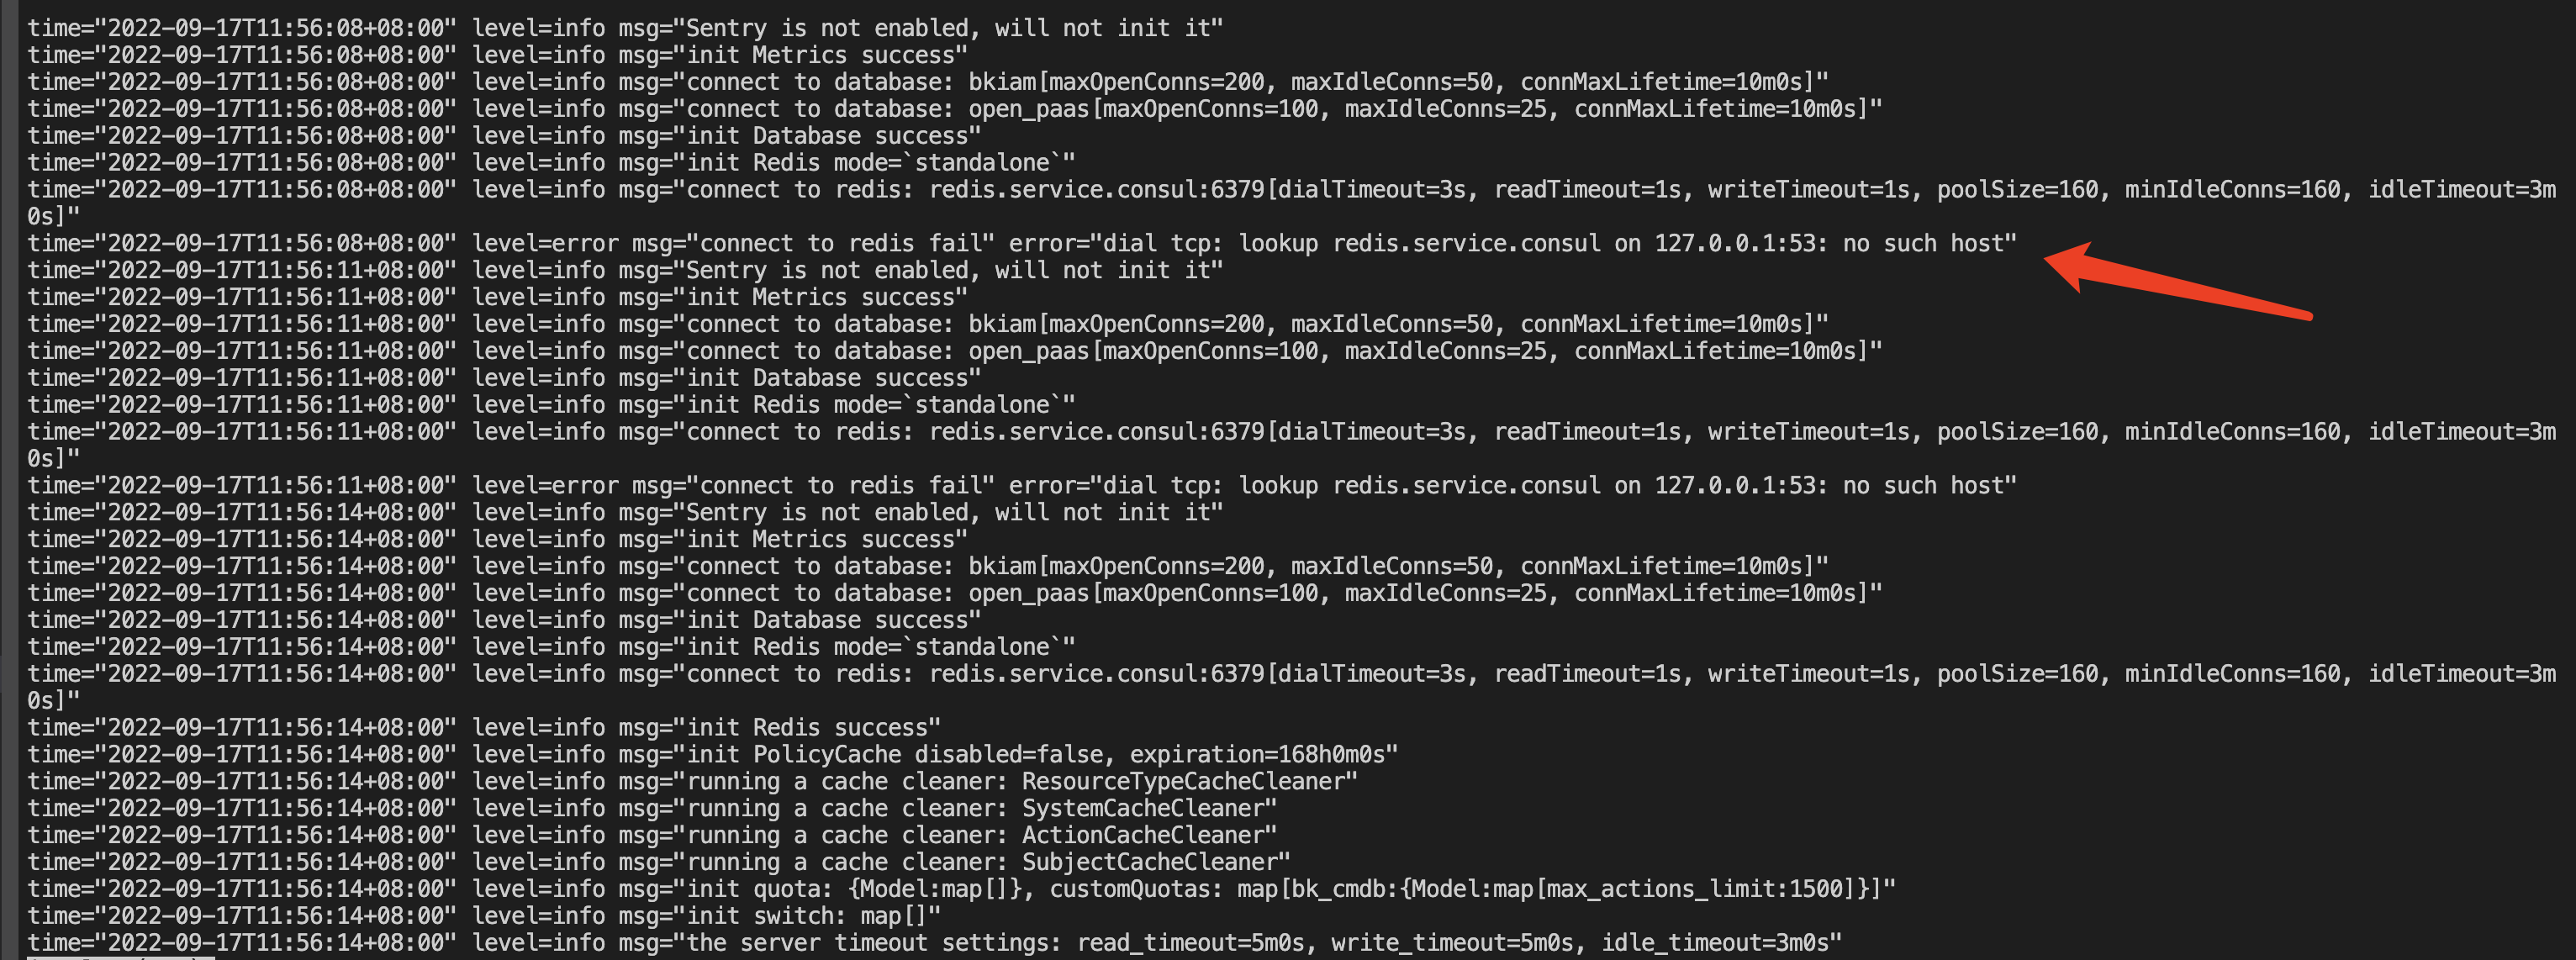 time="2022-09-17T11:56:08+08:00" level=info msg="Sentry is not enabled, will not init it"
time="2022-09-17T11:56:08+08:00" level=info msg="init Metrics success"
time="2022-09-17T11:56:08+08:00" level=info msg="connect to database: bkiam[maxOpenConns=200, maxIdleConns=50, connMaxLifetime=10m0s]"
time="2022-09-17T11:56:08+08:00" level=info msg="connect to database: open_paas[maxOpenConns=100, maxIdleConns=25, connMaxLifetime=10m0s]"
time="2022-09-17T11:56:08+08:00" level=info msg="init Database success"
time="2022-09-17T11:56:08+08:00" level=info msg="init Redis mode=`standalone`"
time="2022-09-17T11:56:08+08:00" level=info msg="connect to redis: redis.service.consul:6379[dialTimeout=3s, readTimeout=1s, writeTimeout=1s, poolSize=160, minIdleConns=160, idleTimeout=3m
0s]"
time="2022-09-17T11:56:08+08:00" level=error msg="connect to redis fail" error="dial tcp: lookup redis.service.consul on 127.0.0.1:53: no such host"
time="2022-09-17T11:56:11+08:00" level=info msg="Sentry is not enabled, will not init it"
time="2022-09-17T11:56:11+08:00" level=info msg="init Metrics success"
time="2022-09-17T11:56:11+08:00" level=info msg="connect to database: bkiam[maxOpenConns=200, maxIdleConns=50, connMaxLifetime=10m0s]"
time="2022-09-17T11:56:11+08:00" level=info msg="connect to database: open_paas[maxOpenConns=100, maxIdleConns=25, connMaxLifetime=10m0s]"
time="2022-09-17T11:56:11+08:00" level=info msg="init Database success"
time="2022-09-17T11:56:11+08:00" level=info msg="init Redis mode=`standalone`"
time="2022-09-17T11:56:11+08:00" level=info msg="connect to redis: redis.service.consul:6379[dialTimeout=3s, readTimeout=1s, writeTimeout=1s, poolSize=160, minIdleConns=160, idleTimeout=3m
0s]"
time="2022-09-17T11:56:11+08:00" level=error msg="connect to redis fail" error="dial tcp: lookup redis.service.consul on 127.0.0.1:53: no such host"
time="2022-09-17T11:56:14+08:00" level=info msg="Sentry is not enabled, will not init it"
time="2022-09-17T11:56:14+08:00" level=info msg="init Metrics success"
time="2022-09-17T11:56:14+08:00" level=info msg="connect to database: bkiam[maxOpenConns=200, maxIdleConns=50, connMaxLifetime=10m0s]"
time="2022-09-17T11:56:14+08:00" level=info msg="connect to database: open_paas[maxOpenConns=100, maxIdleConns=25, connMaxLifetime=10m0s]"
time="2022-09-17T11:56:14+08:00" level=info msg="init Database success"
time="2022-09-17T11:56:14+08:00" level=info msg="init Redis mode=`standalone`"
time="2022-09-17T11:56:14+08:00" level=info msg="connect to redis: redis.service.consul:6379[dialTimeout=3s, readTimeout=1s, writeTimeout=1s, poolSize=160, minIdleConns=160, idleTimeout=3m
0s]"
time="2022-09-17T11:56:14+08:00" level=info msg="init Redis success"
time="2022-09-17T11:56:14+08:00" level=info msg="init PolicyCache disabled=false, expiration=168h0m0s"
time="2022-09-17T11:56:14+08:00" level=info msg="running a cache cleaner: ResourceTypeCacheCleaner"
time="2022-09-17T11:56:14+08:00" level=info msg="running a cache cleaner: SystemCacheCleaner"
time="2022-09-17T11:56:14+08:00" level=info msg="running a cache cleaner: ActionCacheCleaner"
time="2022-09-17T11:56:14+08:00" level=info msg="running a cache cleaner: SubjectCacheCleaner"
time="2022-09-17T11:56:14+08:00" level=info msg="init quota: {Model:map[]}, customQuotas: map[bk_cmdb:{Model:map[max_actions_limit:1500]}]"
time="2022-09-17T11:56:14+08:00" level=info msg="init switch: map[]"
time="2022-09-17T11:56:14+08:00" level=info msg="the server timeout settings: read_timeout=5m0s, write_timeout=5m0s, idle_timeout=3m0s"